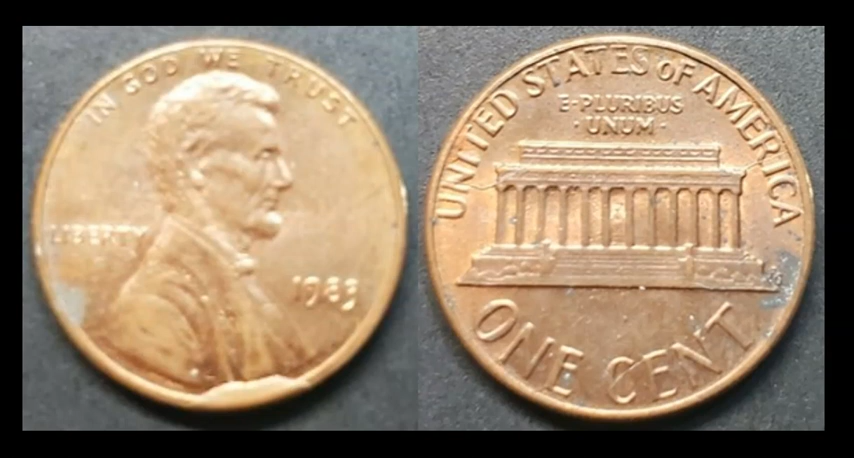 IN GOD WE TRUST
LIBERTY
1983
UNITED STATES OF AMERICA
E·PLURIBUS
·UNUM·
ONE CENT